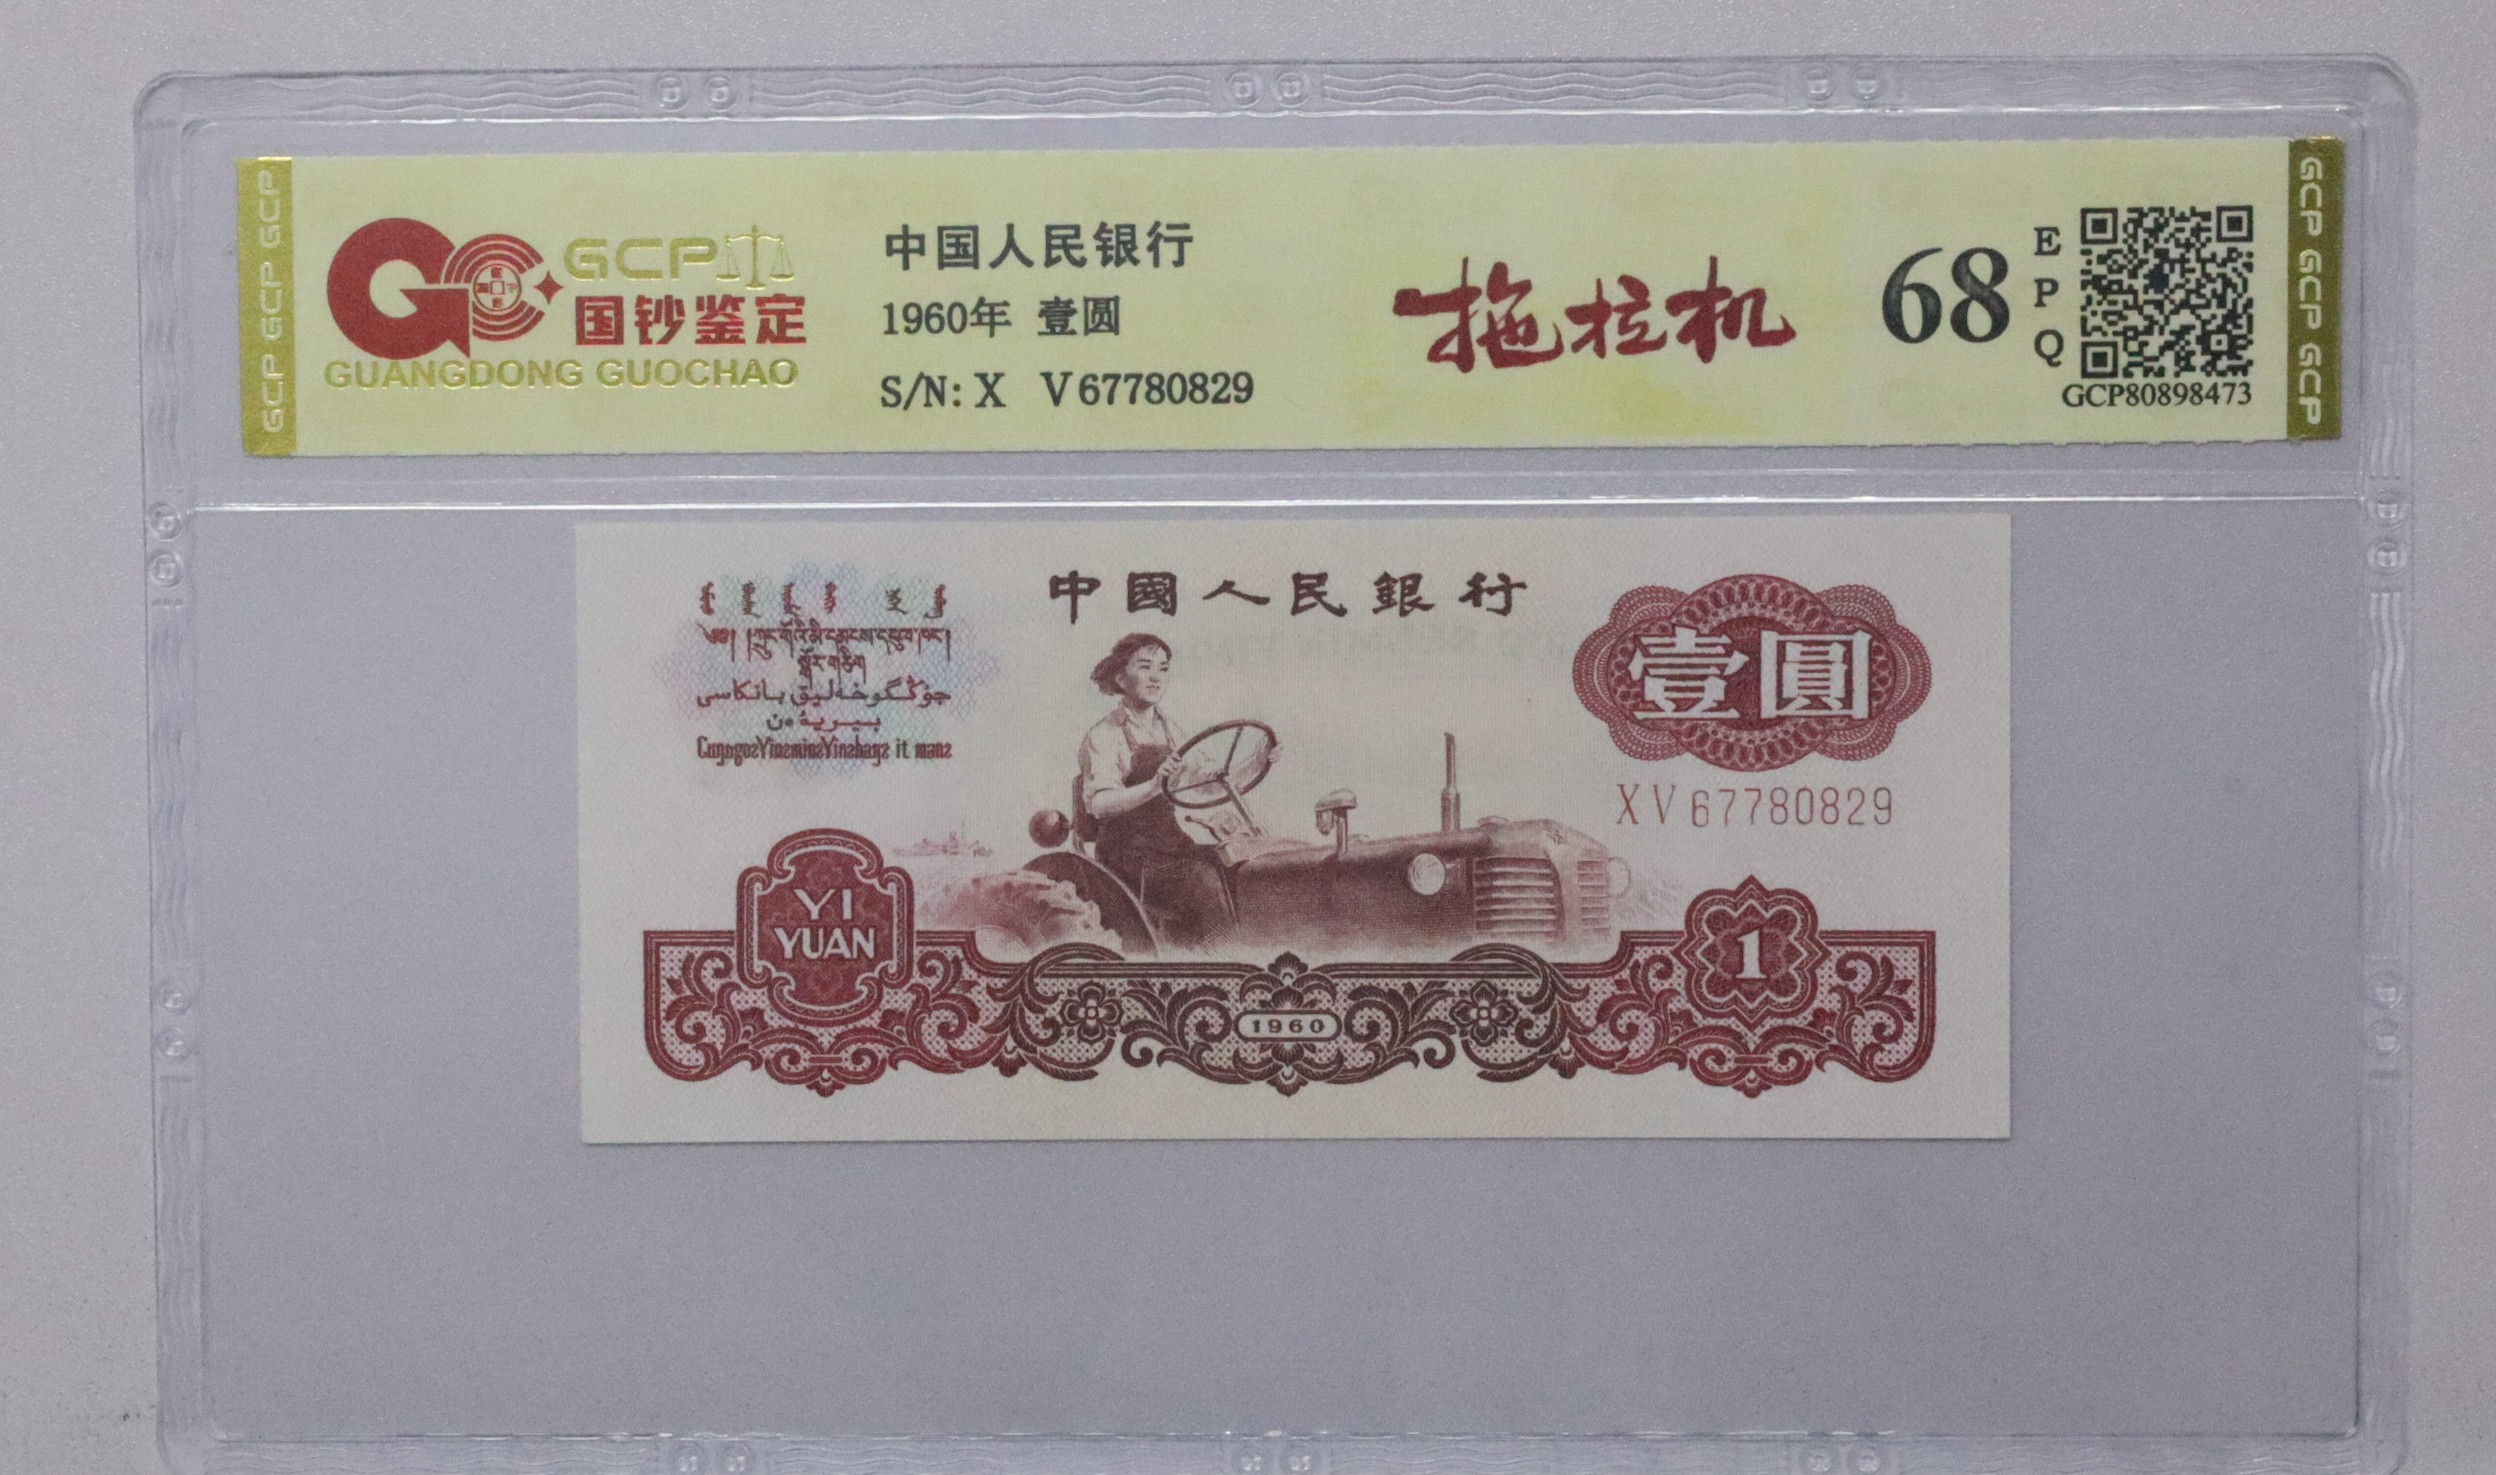 GCP GCP GCP
GCP
国钞鉴定
GUANGDONG GUOCHAO
中国人民银行
1960年 壹圆
S/N: X V 67780829
拖拉机
68
E
P
Q
GCP80898473
GCP GCP GCP
中國人民銀行
壹圓
XV67780829
YI
YUAN
1
1960